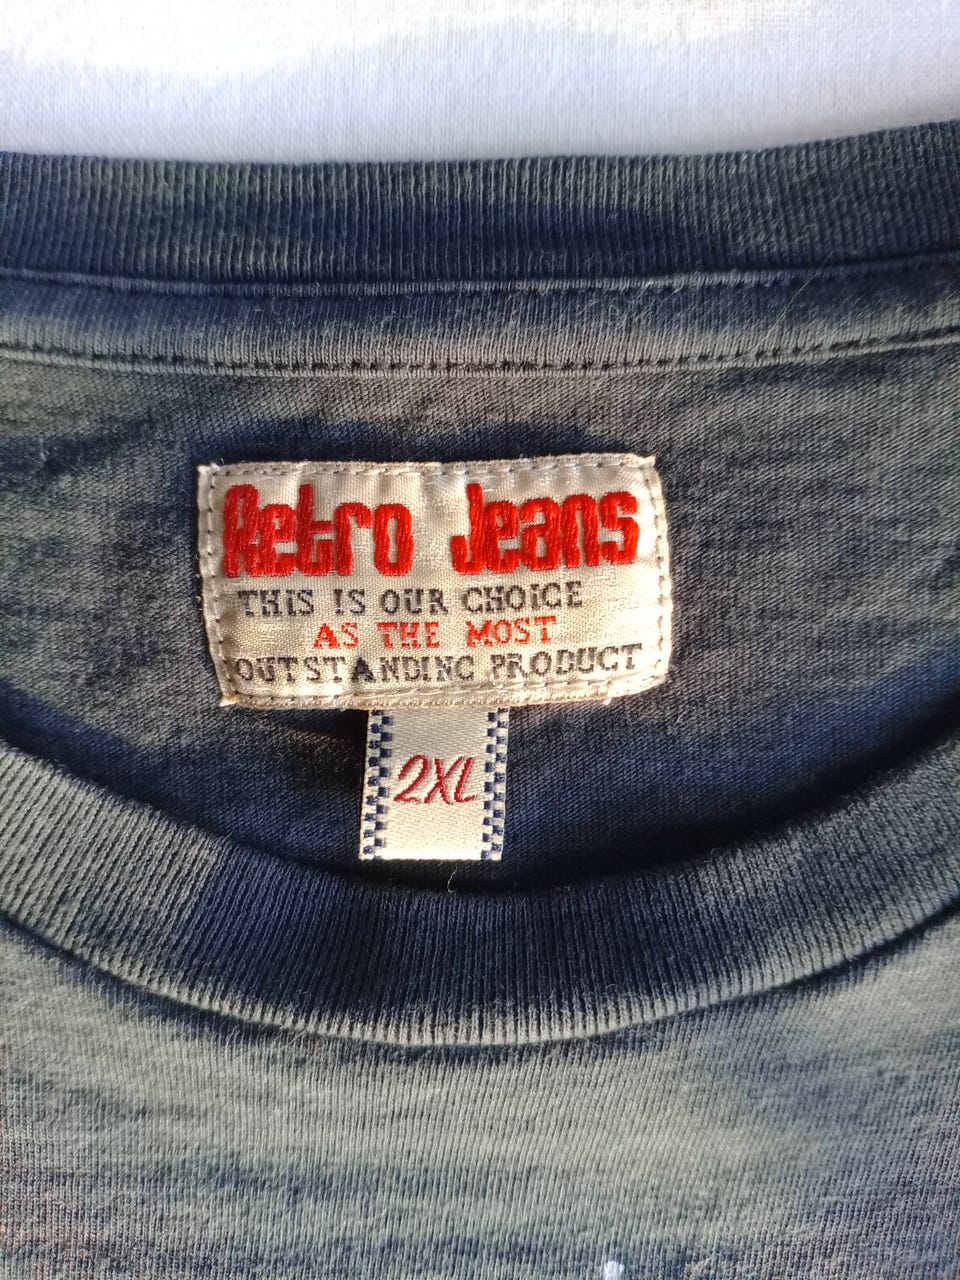 Retro Jeans
THIS IS OUR CHOICE
AS THE MOST
OUTSTANDING PRODUCT
2XL